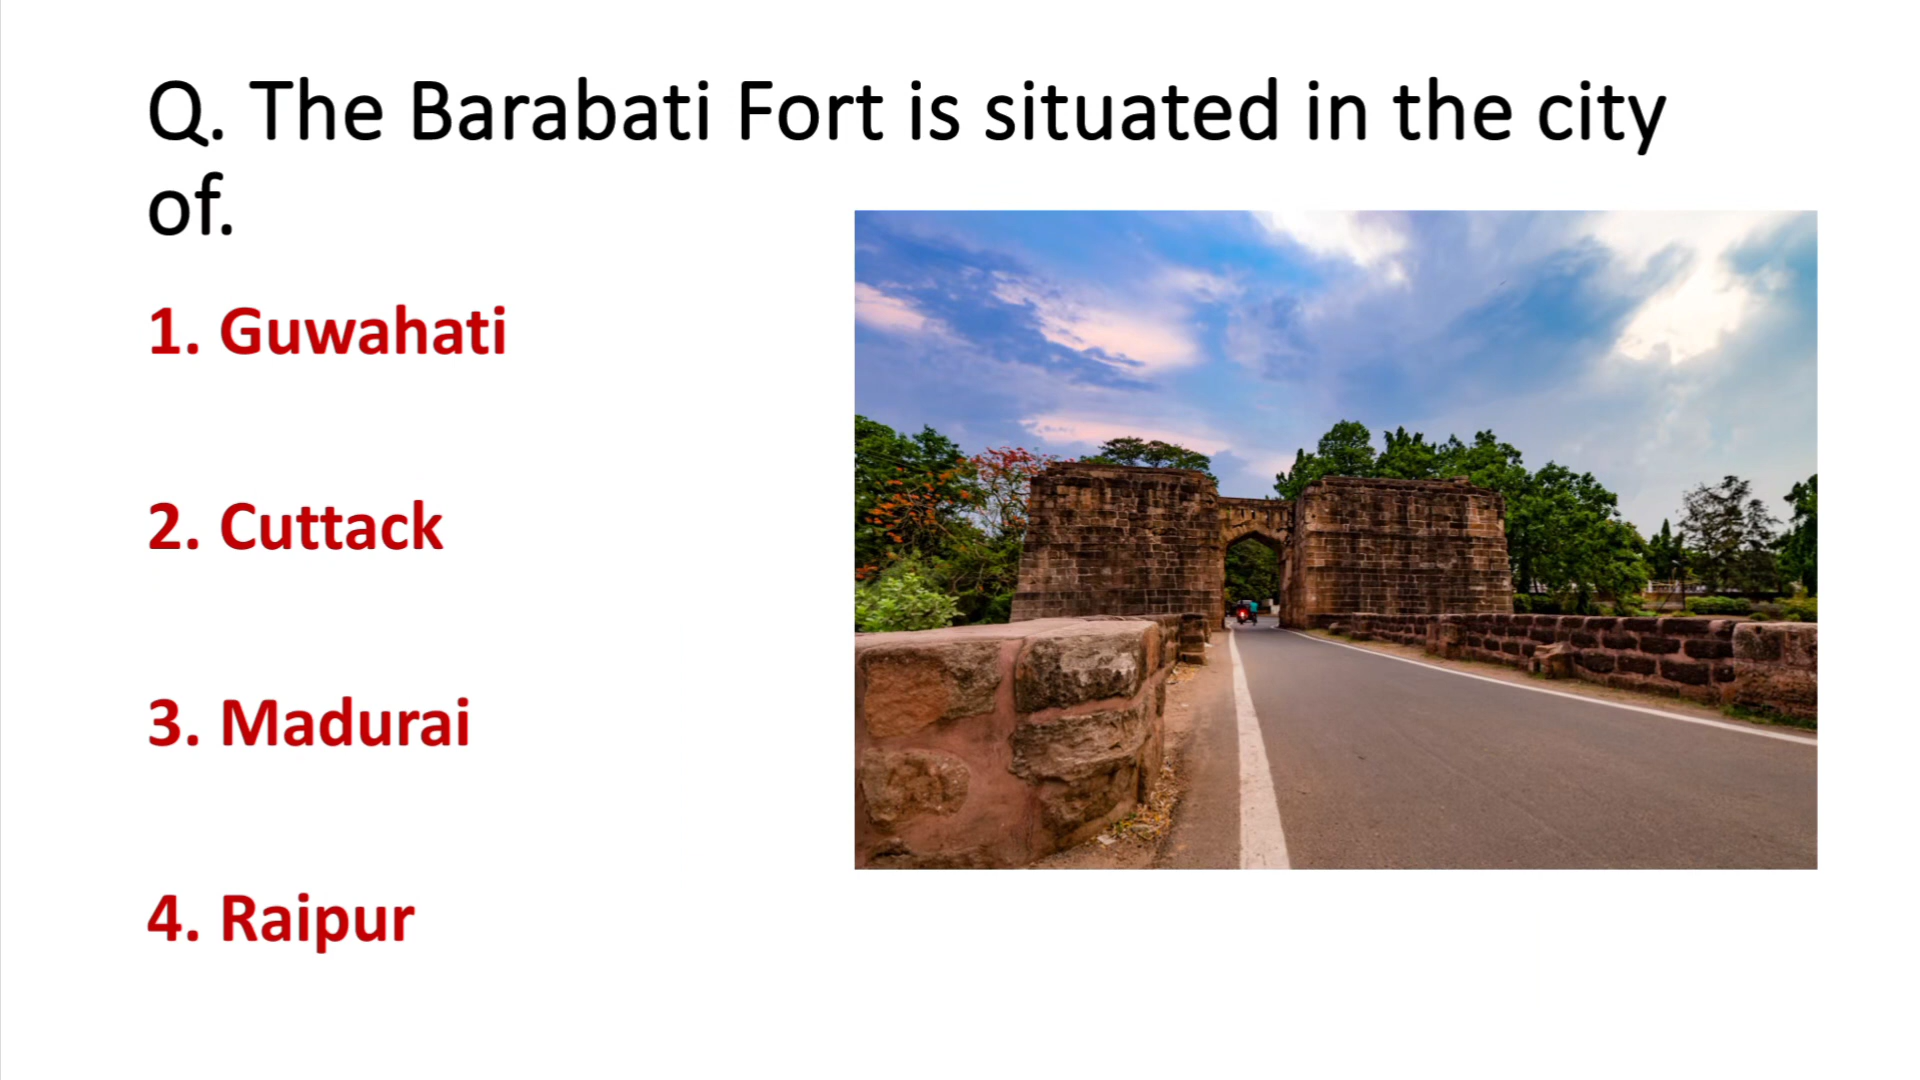 Q. The Barabati Fort is situated in the city
of.
1. Guwahati
2. Cuttack
3. Madurai
4. Raipur